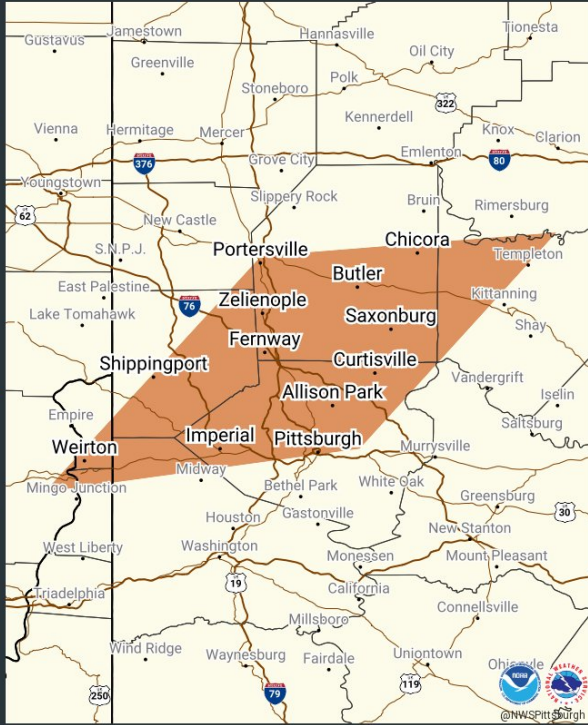 Tionesta
Jamestown
Hannasville
Gustavus
Oil City
Greenville
Polk
Stoneboro
322
Kennerdell
Vienna
Hermitage
Mercer
Knox
Clarion
Emlenton
Grove City
376
80
Youngstown
Slippery Rock
Bruin
Rimersburg
62
New Castle
Chicora
S.N.P.J.
Portersville
Templeton
Butler
East Palestine
Kittanning
76
Zelienople
Lake Tomahawk
Saxonburg
Shay
Fernway
Shippingport
Curtisville
Vandergrift
Allison Park
Iselin
Empire
Saltsburg
Imperial
Pittsburgh
Weirton
Murrysville
Midway
Mingo Junction
Bethel Park
White Oak
Greensburg
30
Houston
Gastonville
New Stanton
West Liberty
Washington
Monessen
Mount Pleasant
19
Triadelphia
California
Connellsville
Millsboro
Wind Ridge
Waynesburg
Fairdale
Uniontown
Ohiopyle
119
250
79
NOAA
NATIONAL WEATHER SERVICE
@NWSPittsburgh